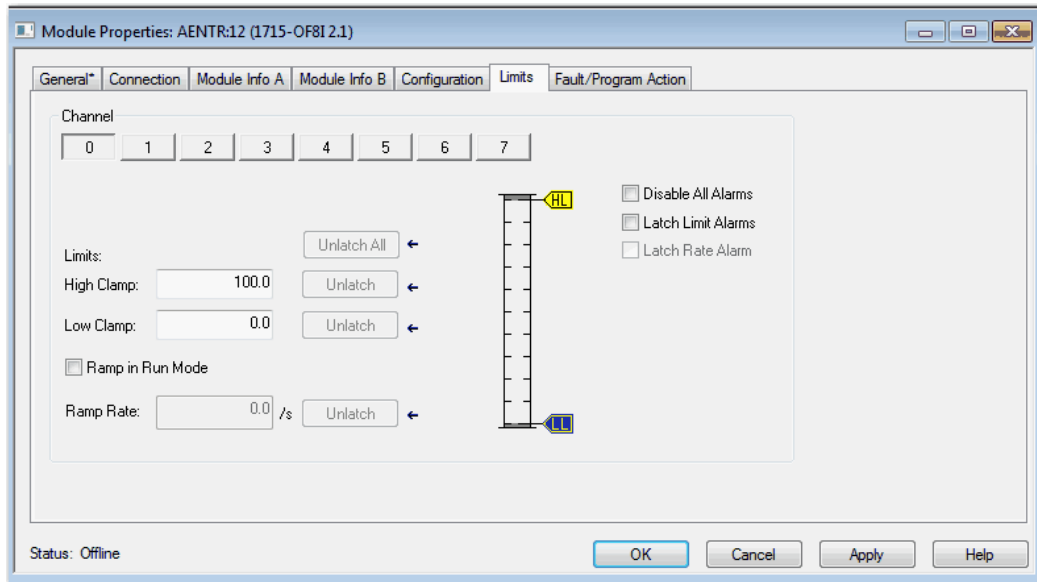 Module Properties: AENTR:12 (1715-OF8I 2.1)
General* Connection Module Info A Module Info B Configuration Limits Fault/Program Action
Channel
0 1 2 3 4 5 6 7
HL
Disable All Alarms
Latch Limit Alarms
Latch Rate Alarm
Limits:
Unlatch All
High Clamp: 100.0 Unlatch
Low Clamp: 0.0 Unlatch
Ramp in Run Mode
Ramp Rate: 0.0 /s Unlatch
LL
Status: Offline
OK Cancel Apply Help